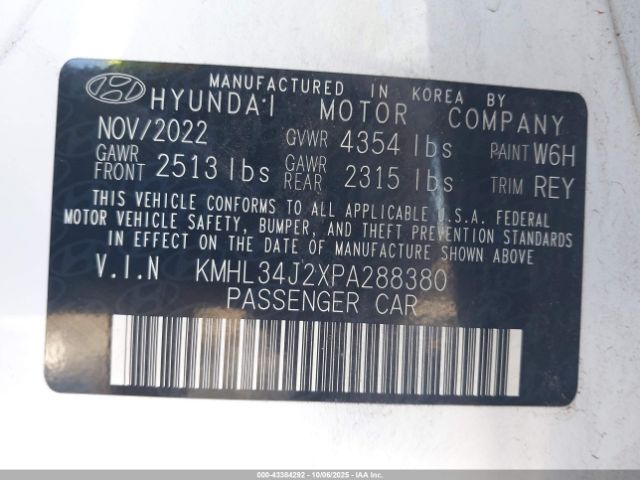 MANUFACTURED IN KOREA BY
HYUNDAI MOTOR COMPANY
NOV/2022 GVWR 4354 lbs PAINT W6H
GAWR FRONT 2513 lbs GAWR REAR 2315 lbs TRIM REY
THIS VEHICLE CONFORMS TO ALL APPLICABLE U.S.A. FEDERAL
MOTOR VEHICLE SAFETY, BUMPER, AND THEFT PREVENTION STANDARDS
IN EFFECT ON THE DATE OF MANUFACTURE SHOWN ABOVE.
V.I.N KMHL34J2XPA288380
PASSENGER CAR
000-43384292 - 10/06/2025 - IAAI.COM